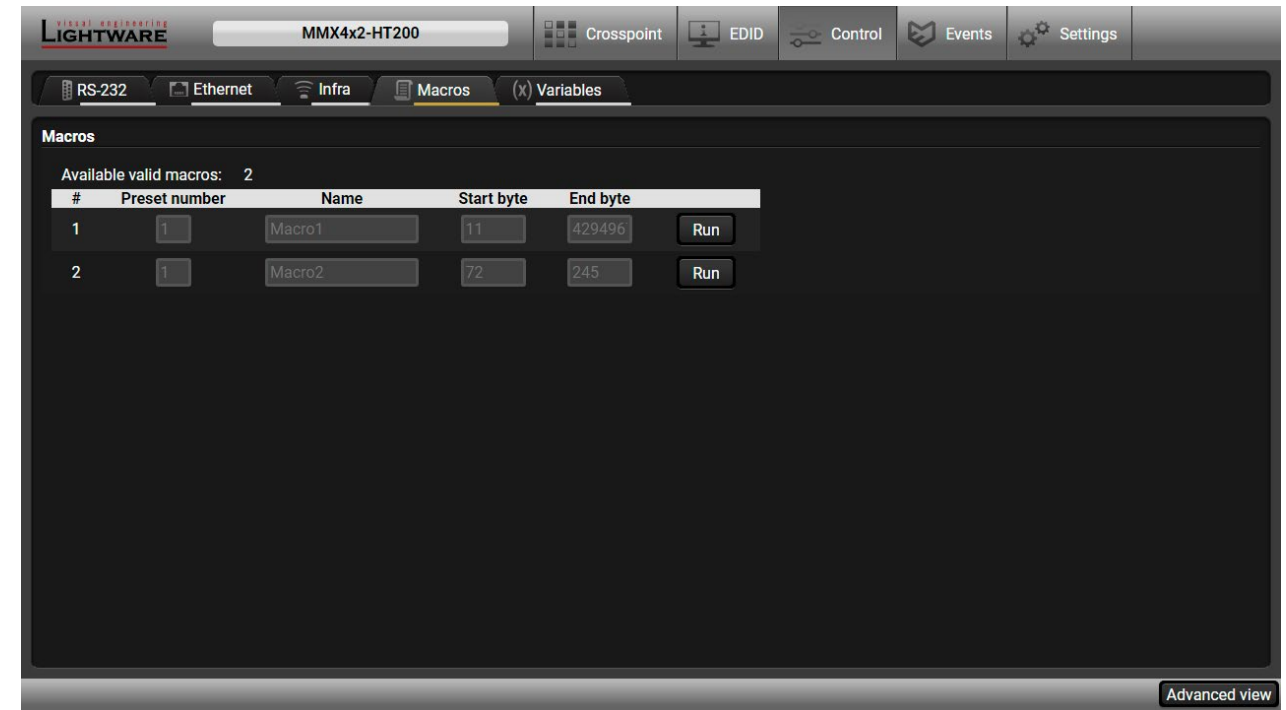 visual engineering
LIGHTWARE MMX4x2-HT200 Crosspoint EDID Control Events Settings
RS-232 Ethernet Infra Macros (x) Variables
Macros
Available valid macros: 2
# Preset number Name Start byte End byte
1 1 Macro1 11 429496 Run
2 1 Macro2 72 245 Run
Advanced view